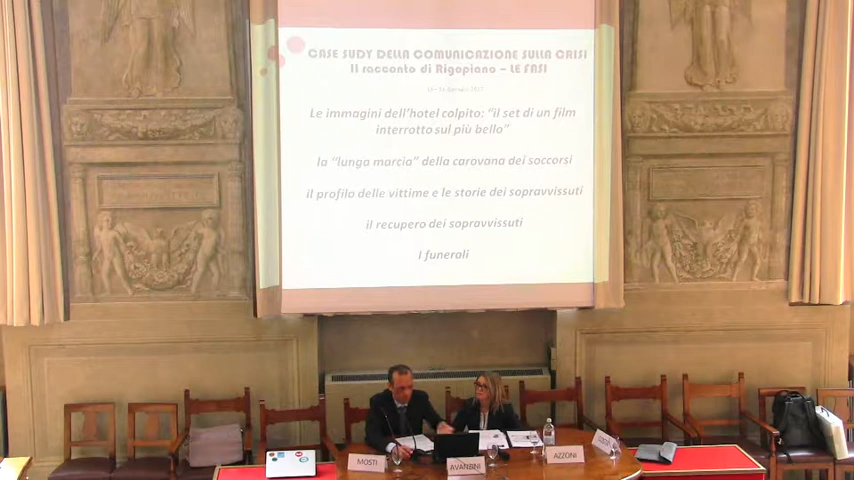 CASE SUDY DELLA COMUNICAZIONE SULLA CRISI
Il racconto di Rigopiano – LE FASI
Le immagini dell'hotel colpito: "il set di un film
interrotto sul più bello"
la "lunga marcia" della carovana dei soccorsi
il profilo delle vittime e le storie dei sopravvissuti
il recupero dei sopravvissuti
I funerali
MOSTI
AVANZINI
AZZONI